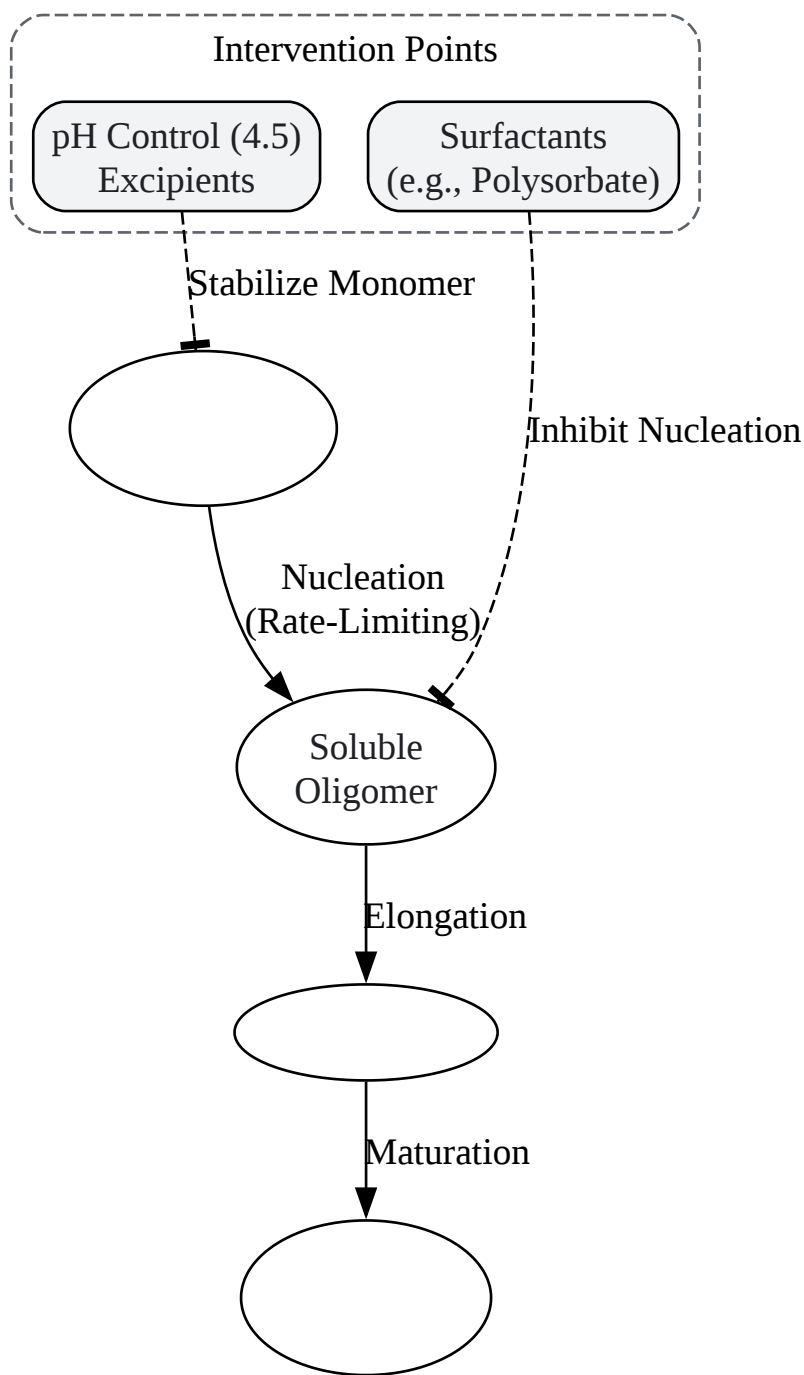 Intervention Points
pH Control (4.5)
Excipients
Surfactants
(e.g., Polysorbate)
Stabilize Monomer
Inhibit Nucleation
Nucleation
(Rate-Limiting)
Soluble
Oligomer
Elongation
Maturation